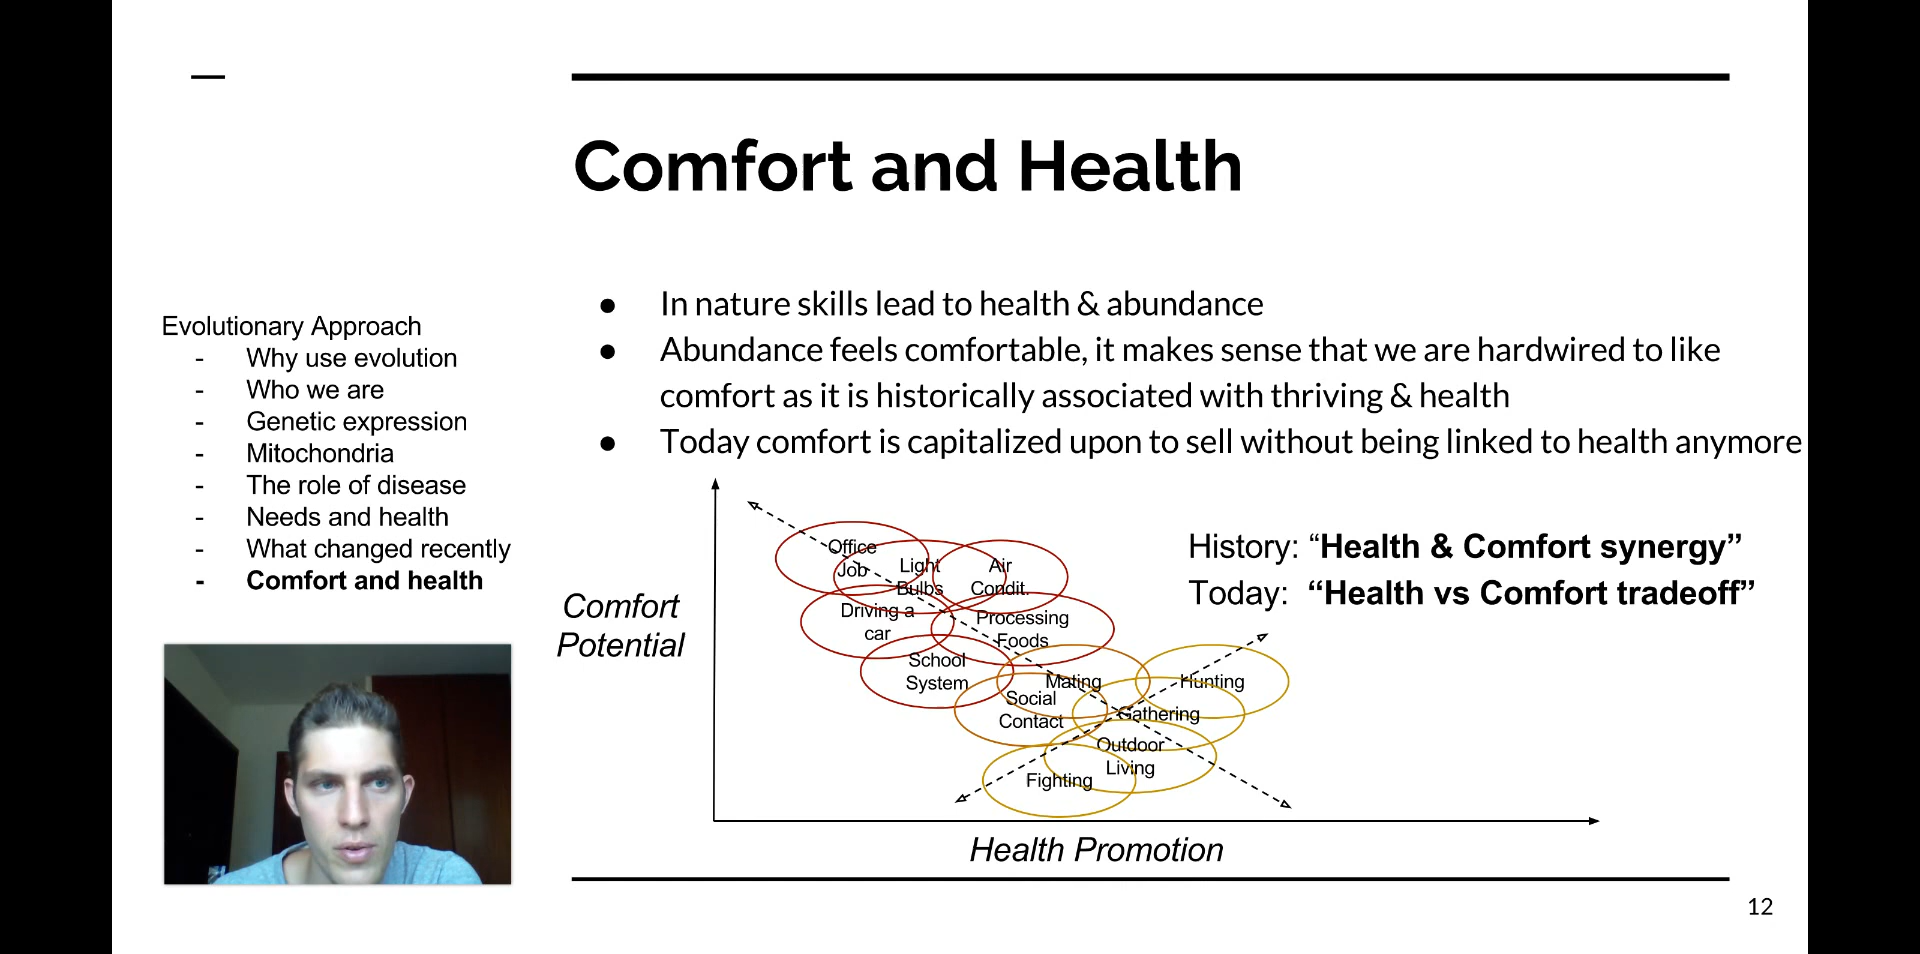 Comfort and Health
Evolutionary Approach
- Why use evolution
- Who we are
- Genetic expression
- Mitochondria
- The role of disease
- Needs and health
- What changed recently
- Comfort and health
● In nature skills lead to health & abundance
● Abundance feels comfortable, it makes sense that we are hardwired to like
comfort as it is historically associated with thriving & health
● Today comfort is capitalized upon to sell without being linked to health anymore
History: “Health & Comfort synergy”
Today: “Health vs Comfort tradeoff”
Comfort
Potential
Office
Job
Light
Bulbs
Air
Condit.
Driving a
car
Processing
Foods
School
System
Mating
Hunting
Social
Contact
Gathering
Outdoor
Living
Fighting
Health Promotion
12